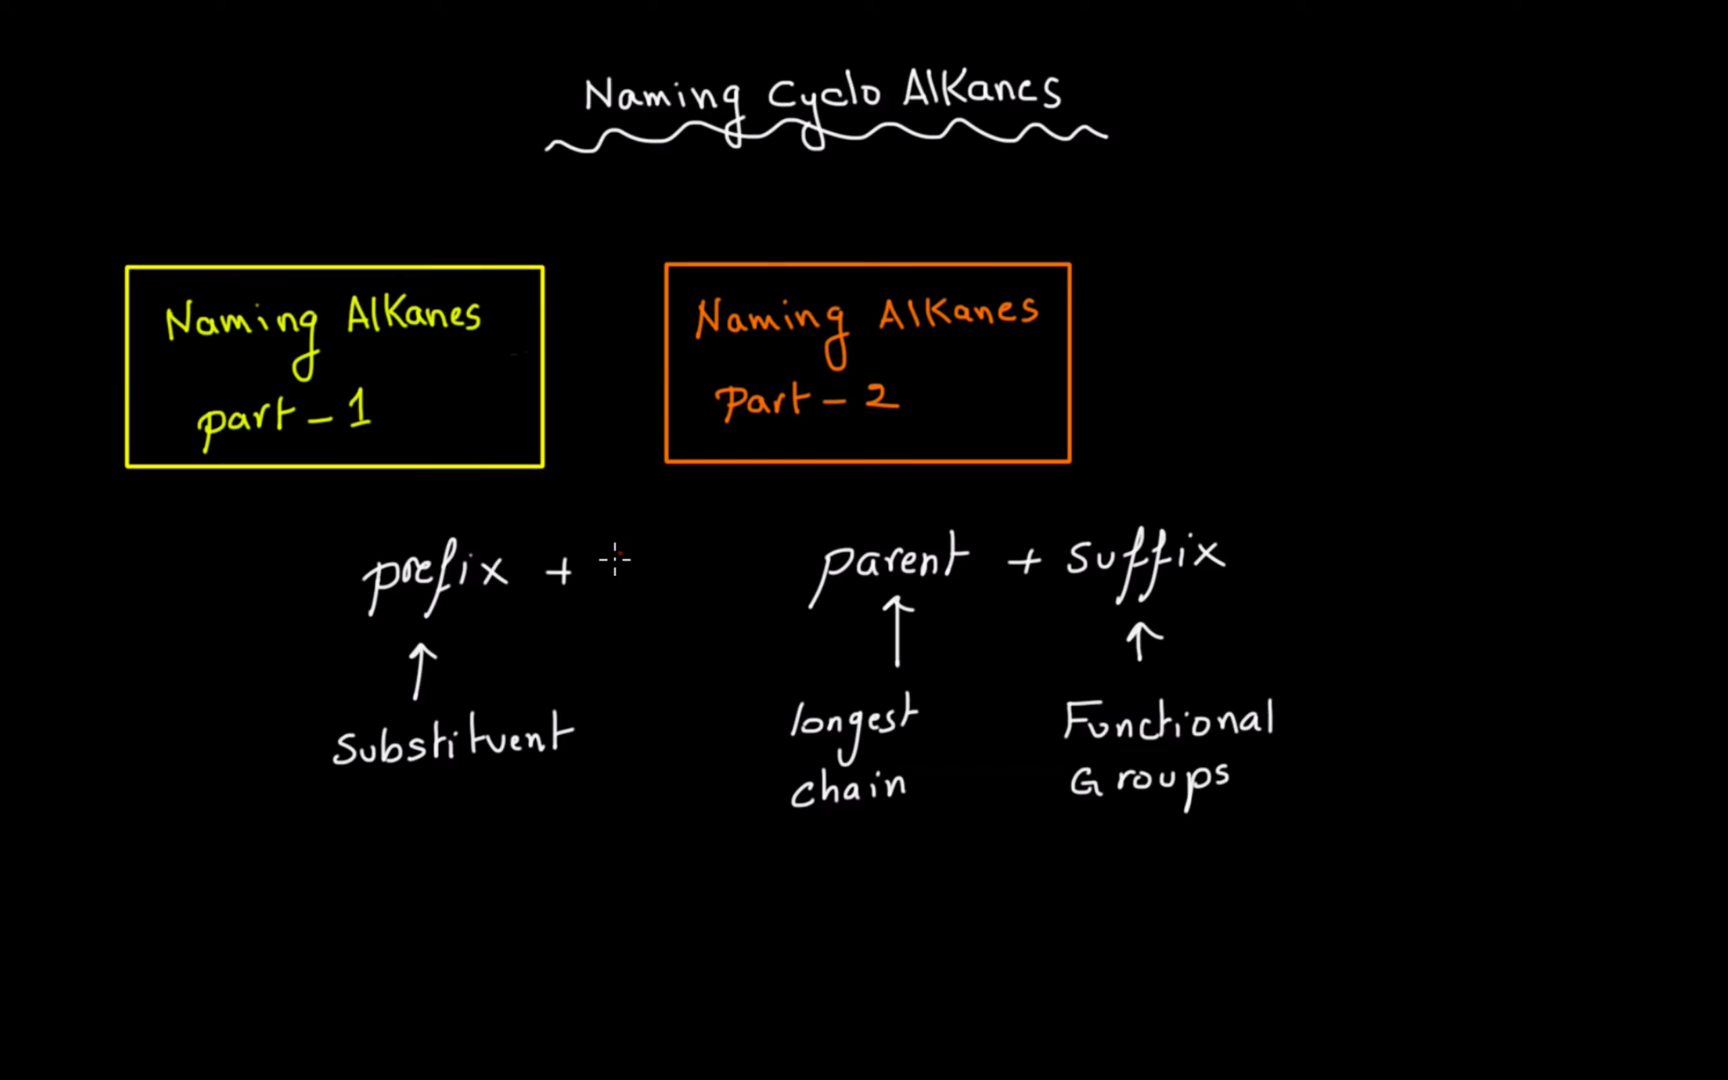 Naming Cyclo Alkanes
Naming Alkanes
part - 1
Naming Alkanes
Part - 2
prefix + parent + suffix
Substituent
longest
chain
Functional
Groups